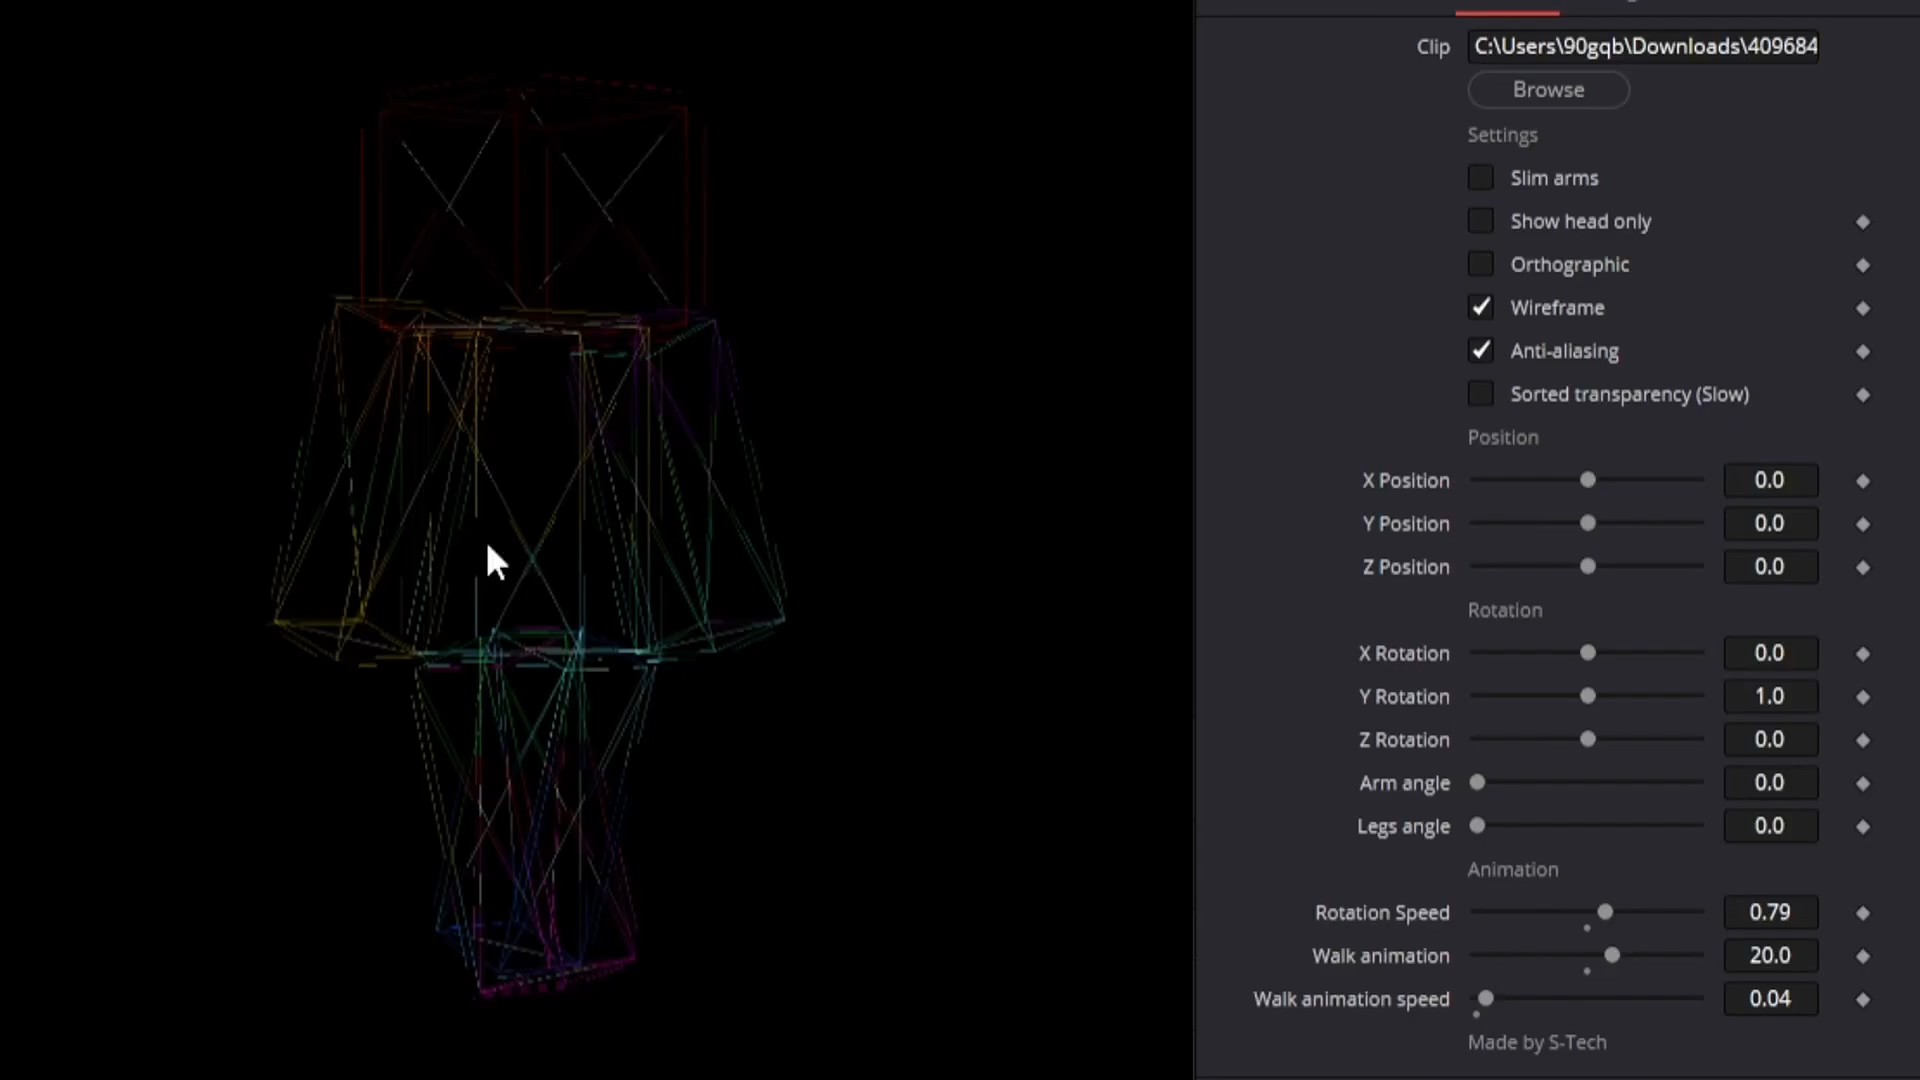 Clip C:\Users\90gqb\Downloads\409684
Browse
Settings
Slim arms
Show head only
Orthographic
Wireframe
Anti-aliasing
Sorted transparency (Slow)
Position
X Position 0.0
Y Position 0.0
Z Position 0.0
Rotation
X Rotation 0.0
Y Rotation 1.0
Z Rotation 0.0
Arm angle 0.0
Legs angle 0.0
Animation
Rotation Speed 0.79
Walk animation 20.0
Walk animation speed 0.04
Made by S-Tech